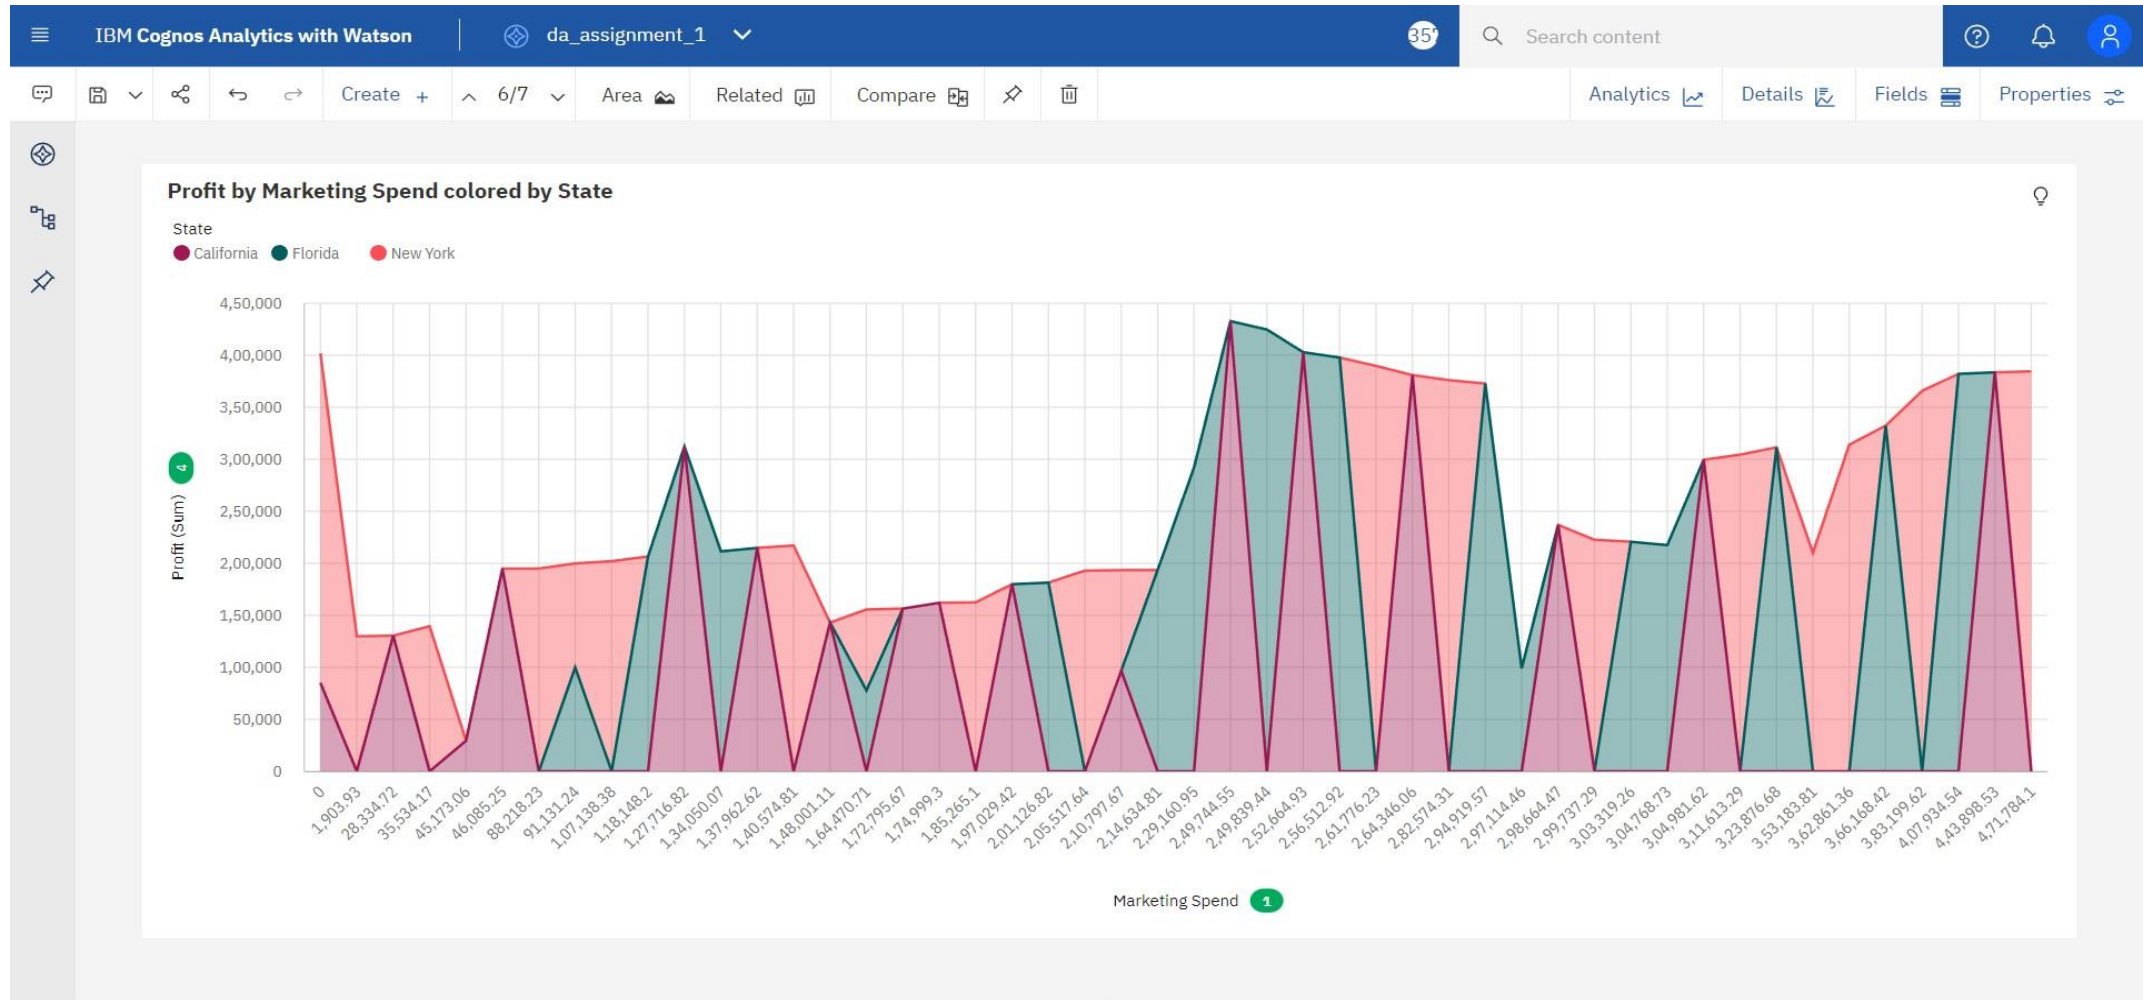 IBM Cognos Analytics with Watson da_assignment_1 357 Search content
Create + 6/7 Area Related Compare Analytics Details Fields Properties
Profit by Marketing Spend colored by State
State
California Florida New York
4,50,000
4,00,000
3,50,000
3,00,000
2,50,000
2,00,000
1,50,000
1,00,000
50,000
0
Profit (Sum) 4
0 1,903.93 28,334.72 35,534.17 45,173.06 46,085.25 88,218.23 91,131.24 1,07,138.38 1,18,148.2 1,27,716.82 1,34,050.07 1,37,962.62 1,40,574.81 1,48,001.11 1,64,470.71 1,72,795.67 1,74,999.3 1,85,265.1 1,97,029.42 2,01,126.82 2,05,517.64 2,10,797.67 2,14,634.81 2,29,160.95 2,49,744.55 2,49,839.44 2,52,664.93 2,56,512.92 2,61,776.23 2,64,346.06 2,82,574.31 2,94,919.57 2,97,114.46 2,98,664.47 2,99,737.29 3,03,319.26 3,04,768.73 3,04,981.62 3,11,613.29 3,23,876.68 3,53,183.81 3,62,861.36 3,66,168.42 3,83,199.62 4,07,934.54 4,43,898.53 4,71,784.1
Marketing Spend 1